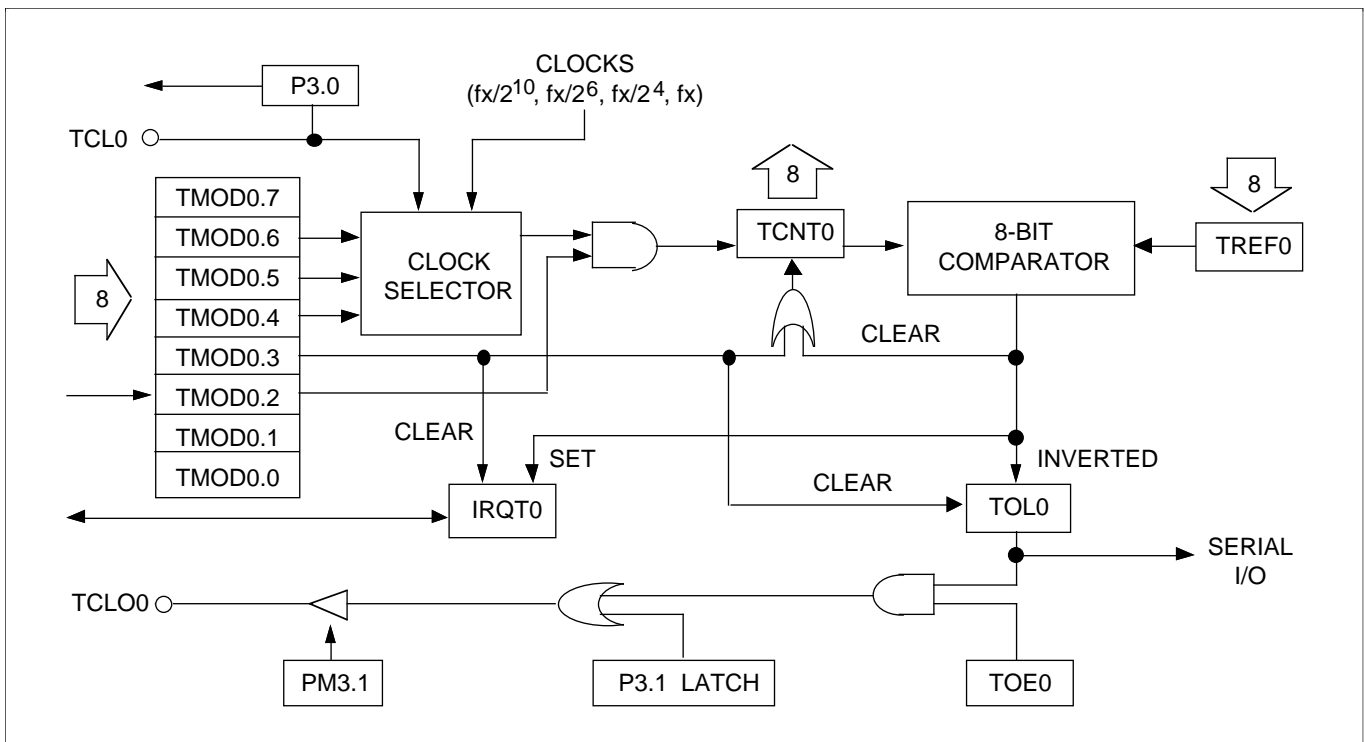 CLOCKS
(fx/2^10, fx/2^6, fx/2^4, fx)
P3.0
TCL0
8
8
TMOD0.7
TMOD0.6
TMOD0.5
TMOD0.4
TMOD0.3
TMOD0.2
TMOD0.1
TMOD0.0
8
CLOCK
SELECTOR
TCNT0
8-BIT
COMPARATOR
TREF0
CLEAR
CLEAR
SET
INVERTED
CLEAR
IRQT0
TOL0
SERIAL
I/O
TCLO0
PM3.1
P3.1 LATCH
TOE0